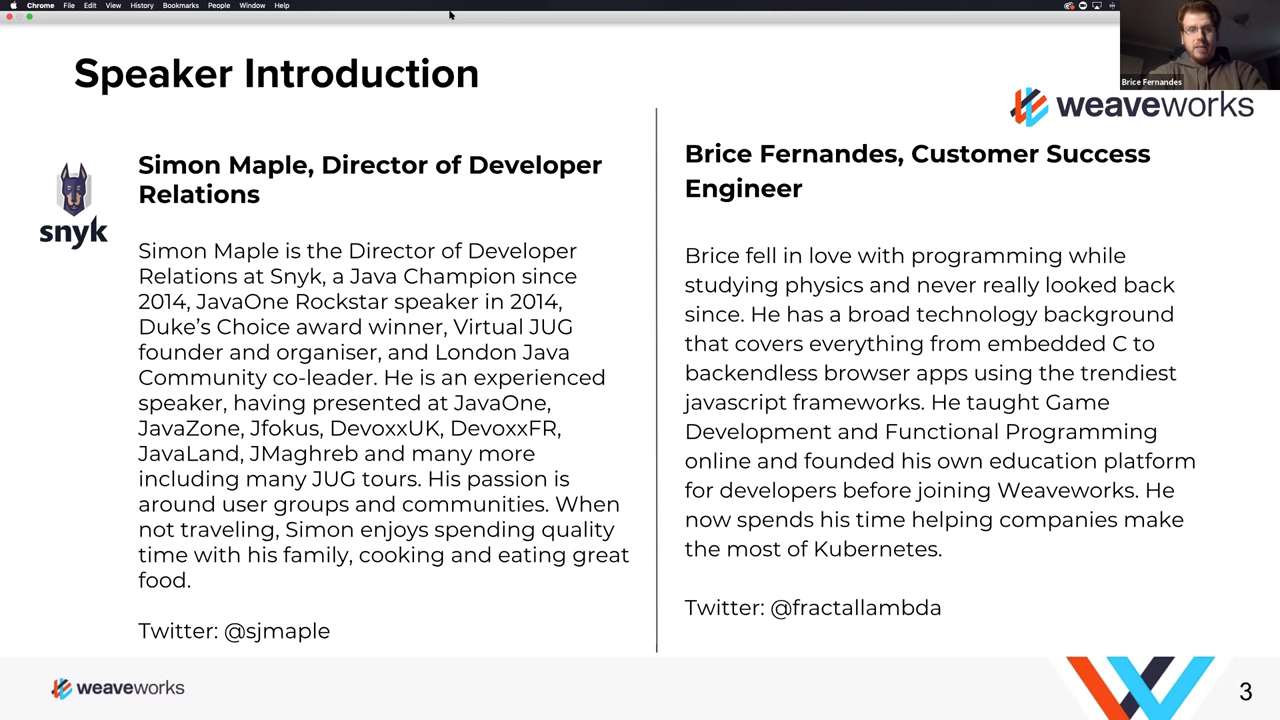 Chrome File Edit View History Bookmarks People Window Help
Brice Fernandes
Speaker Introduction
weaveworks
snyk
Simon Maple, Director of Developer
Relations
Simon Maple is the Director of Developer
Relations at Snyk, a Java Champion since
2014, JavaOne Rockstar speaker in 2014,
Duke’s Choice award winner, Virtual JUG
founder and organiser, and London Java
Community co-leader. He is an experienced
speaker, having presented at JavaOne,
JavaZone, Jfokus, DevoxxUK, DevoxxFR,
JavaLand, JMaghreb and many more
including many JUG tours. His passion is
around user groups and communities. When
not traveling, Simon enjoys spending quality
time with his family, cooking and eating great
food.
Twitter: @sjmaple
Brice Fernandes, Customer Success
Engineer
Brice fell in love with programming while
studying physics and never really looked back
since. He has a broad technology background
that covers everything from embedded C to
backendless browser apps using the trendiest
javascript frameworks. He taught Game
Development and Functional Programming
online and founded his own education platform
for developers before joining Weaveworks. He
now spends his time helping companies make
the most of Kubernetes.
Twitter: @fractallambda
weaveworks
3